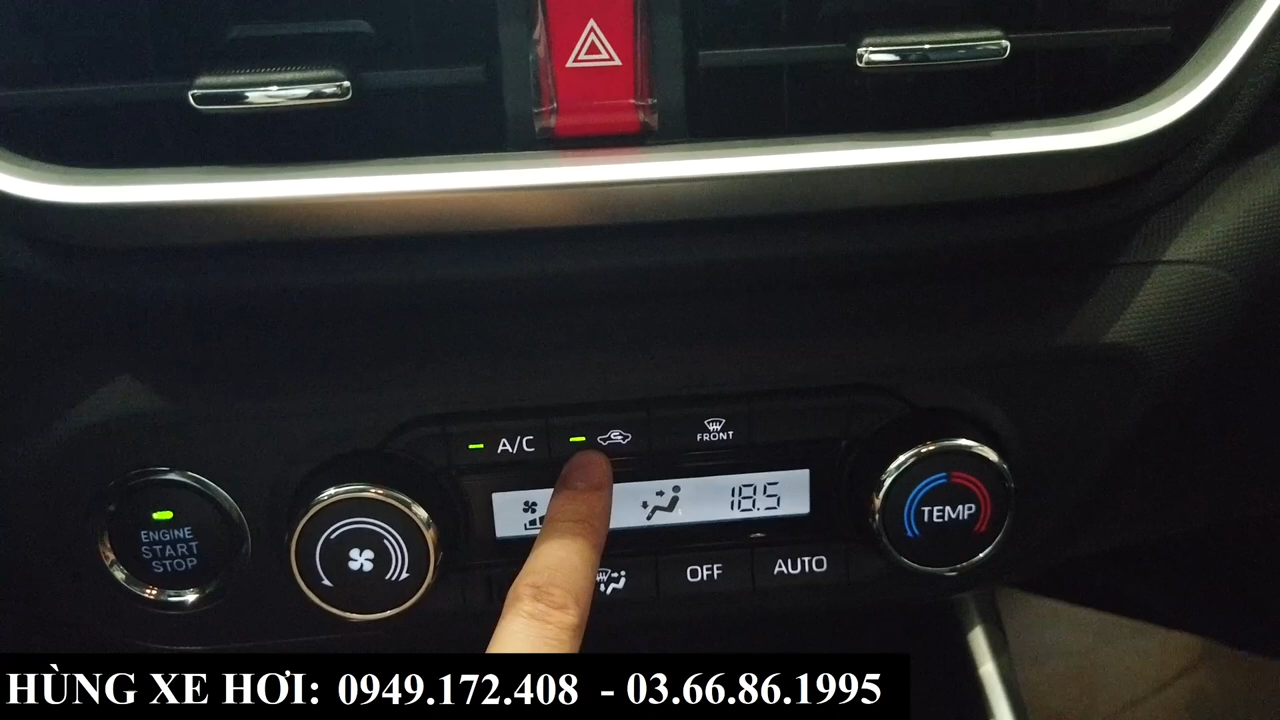 A/C
FRONT
18.5
TEMP
ENGINE
START
STOP
OFF
AUTO
HÙNG XE HƠI: 0949.172.408 - 03.66.86.1995